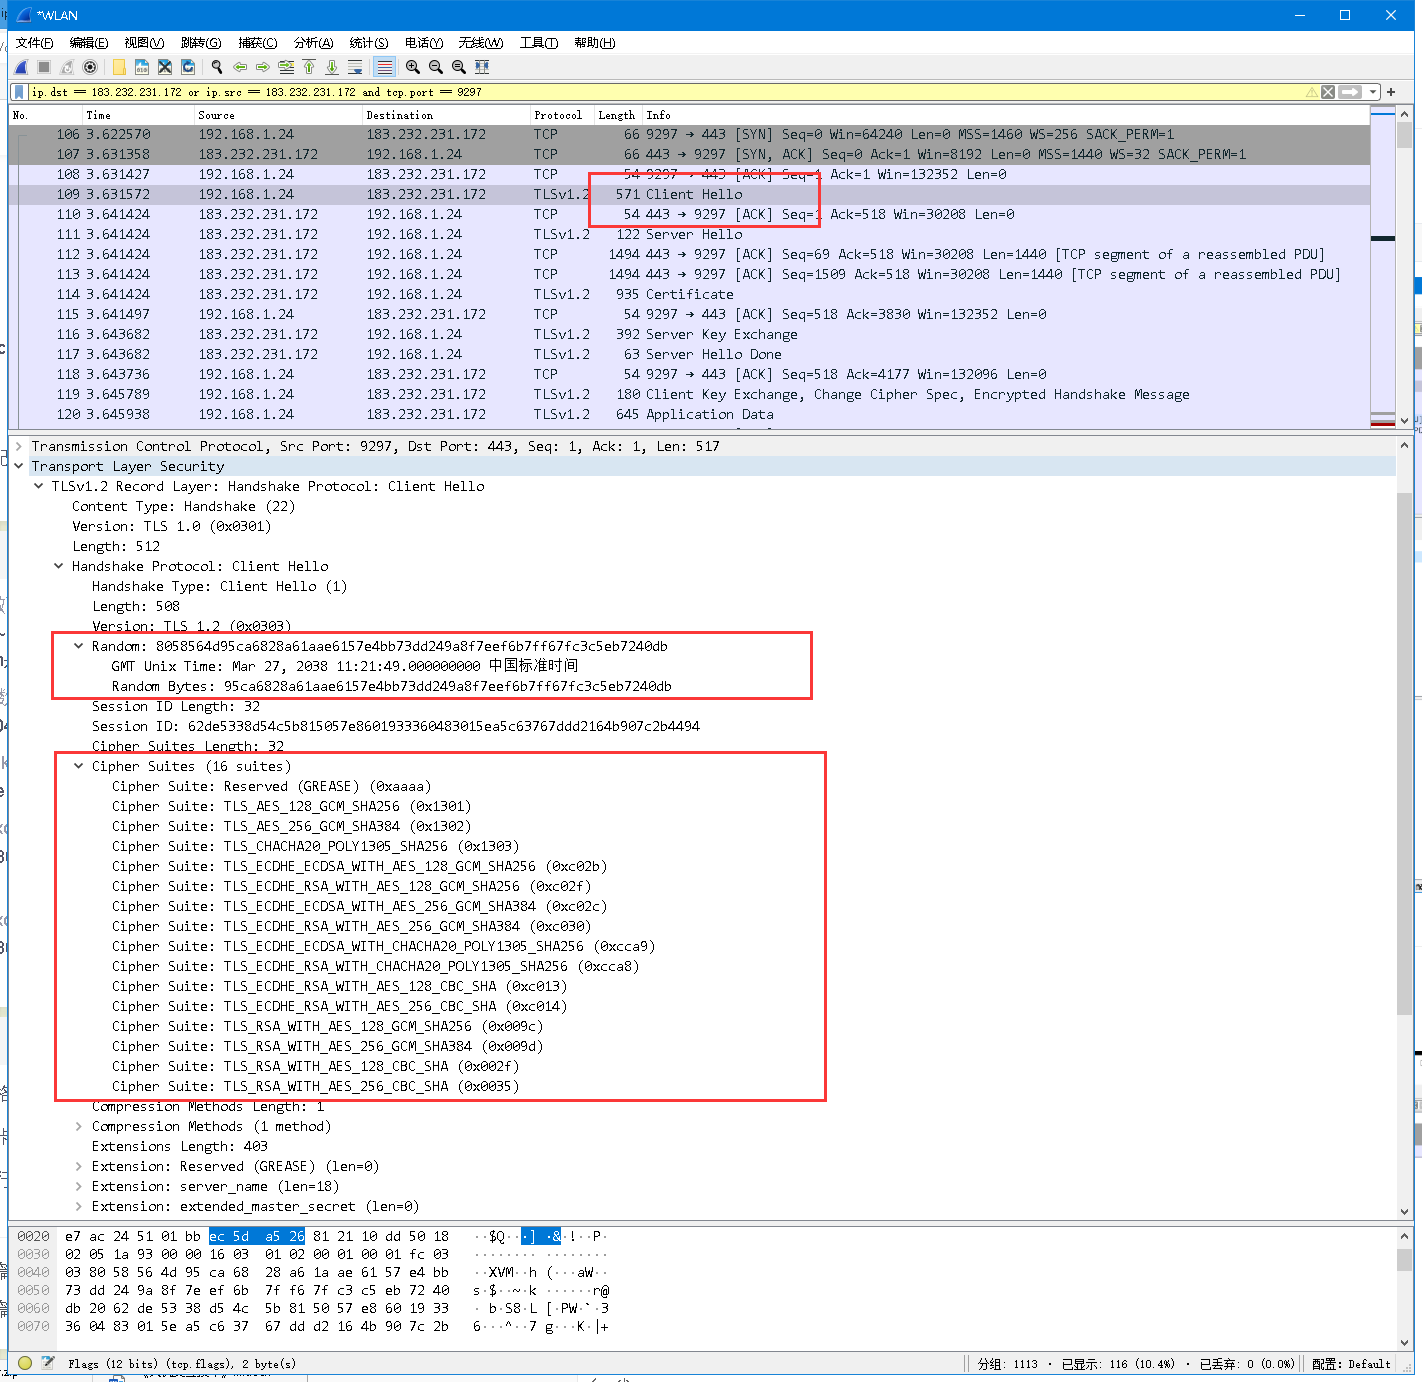 *WLAN
文件(F) 编辑(E) 视图(V) 跳转(G) 捕获(C) 分析(A) 统计(S) 电话(Y) 无线(W) 工具(T) 帮助(H)
ip.dst == 183.232.231.172 or ip.src == 183.232.231.172 and tcp.port == 9297
No. Time Source Destination Protocol Length Info
106 3.622570 192.168.1.24 183.232.231.172 TCP 66 9297 → 443 [SYN] Seq=0 Win=64240 Len=0 MSS=1460 WS=256 SACK_PERM=1
107 3.631358 183.232.231.172 192.168.1.24 TCP 66 443 → 9297 [SYN, ACK] Seq=0 Ack=1 Win=8192 Len=0 MSS=1440 WS=32 SACK_PERM=1
108 3.631427 192.168.1.24 183.232.231.172 TCP 54 9297 → 443 [ACK] Seq=1 Ack=1 Win=132352 Len=0
109 3.631572 192.168.1.24 183.232.231.172 TLSv1.2 571 Client Hello
110 3.641424 183.232.231.172 192.168.1.24 TCP 54 443 → 9297 [ACK] Seq=1 Ack=518 Win=30208 Len=0
111 3.641424 183.232.231.172 192.168.1.24 TLSv1.2 122 Server Hello
112 3.641424 183.232.231.172 192.168.1.24 TCP 1494 443 → 9297 [ACK] Seq=69 Ack=518 Win=30208 Len=1440 [TCP segment of a reassembled PDU]
113 3.641424 183.232.231.172 192.168.1.24 TCP 1494 443 → 9297 [ACK] Seq=1509 Ack=518 Win=30208 Len=1440 [TCP segment of a reassembled PDU]
114 3.641424 183.232.231.172 192.168.1.24 TLSv1.2 935 Certificate
115 3.641497 192.168.1.24 183.232.231.172 TCP 54 9297 → 443 [ACK] Seq=518 Ack=3830 Win=132352 Len=0
116 3.643682 183.232.231.172 192.168.1.24 TLSv1.2 392 Server Key Exchange
117 3.643682 183.232.231.172 192.168.1.24 TLSv1.2 63 Server Hello Done
118 3.643736 192.168.1.24 183.232.231.172 TCP 54 9297 → 443 [ACK] Seq=518 Ack=4177 Win=132096 Len=0
119 3.645789 192.168.1.24 183.232.231.172 TLSv1.2 180 Client Key Exchange, Change Cipher Spec, Encrypted Handshake Message
120 3.645938 192.168.1.24 183.232.231.172 TLSv1.2 645 Application Data
Transmission Control Protocol, Src Port: 9297, Dst Port: 443, Seq: 1, Ack: 1, Len: 517
Transport Layer Security
TLSv1.2 Record Layer: Handshake Protocol: Client Hello
Content Type: Handshake (22)
Version: TLS 1.0 (0x0301)
Length: 512
Handshake Protocol: Client Hello
Handshake Type: Client Hello (1)
Length: 508
Version: TLS 1.2 (0x0303)
Random: 8058564d95ca6828a61aae6157e4bb73dd249a8f7eef6b7ff67fc3c5eb7240db
GMT Unix Time: Mar 27, 2038 11:21:49.000000000 中国标准时间
Random Bytes: 95ca6828a61aae6157e4bb73dd249a8f7eef6b7ff67fc3c5eb7240db
Session ID Length: 32
Session ID: 62de5338d54c5b815057e8601933360483015ea5c63767ddd2164b907c2b4494
Cipher Suites Length: 32
Cipher Suites (16 suites)
Cipher Suite: Reserved (GREASE) (0xaaaa)
Cipher Suite: TLS_AES_128_GCM_SHA256 (0x1301)
Cipher Suite: TLS_AES_256_GCM_SHA384 (0x1302)
Cipher Suite: TLS_CHACHA20_POLY1305_SHA256 (0x1303)
Cipher Suite: TLS_ECDHE_ECDSA_WITH_AES_128_GCM_SHA256 (0xc02b)
Cipher Suite: TLS_ECDHE_RSA_WITH_AES_128_GCM_SHA256 (0xc02f)
Cipher Suite: TLS_ECDHE_ECDSA_WITH_AES_256_GCM_SHA384 (0xc02c)
Cipher Suite: TLS_ECDHE_RSA_WITH_AES_256_GCM_SHA384 (0xc030)
Cipher Suite: TLS_ECDHE_ECDSA_WITH_CHACHA20_POLY1305_SHA256 (0xcca9)
Cipher Suite: TLS_ECDHE_RSA_WITH_CHACHA20_POLY1305_SHA256 (0xcca8)
Cipher Suite: TLS_ECDHE_RSA_WITH_AES_128_CBC_SHA (0xc013)
Cipher Suite: TLS_ECDHE_RSA_WITH_AES_256_CBC_SHA (0xc014)
Cipher Suite: TLS_RSA_WITH_AES_128_GCM_SHA256 (0x009c)
Cipher Suite: TLS_RSA_WITH_AES_256_GCM_SHA384 (0x009d)
Cipher Suite: TLS_RSA_WITH_AES_128_CBC_SHA (0x002f)
Cipher Suite: TLS_RSA_WITH_AES_256_CBC_SHA (0x0035)
Compression Methods Length: 1
Compression Methods (1 method)
Extensions Length: 403
Extension: Reserved (GREASE) (len=0)
Extension: server_name (len=18)
Extension: extended_master_secret (len=0)
0020 e7 ac 24 51 01 bb ec 5d a5 26 81 21 10 dd 50 18 ··$Q···] ·&·!··P·
0030 02 05 1a 93 00 00 16 03 01 02 00 01 00 01 fc 03 ········ ········
0040 03 80 58 56 4d 95 ca 68 28 a6 1a ae 61 57 e4 bb ··XVM··h (···aW··
0050 73 dd 24 9a 8f 7e ef 6b 7f f6 7f c3 c5 eb 72 40 s·$··~·k ······r@
0060 db 20 62 de 53 38 d5 4c 5b 81 50 57 e8 60 19 33 · b·S8·L [·PW·`·3
0070 36 04 83 01 5e a5 c6 37 67 dd d2 16 4b 90 7c 2b 6···^··7 g···K·|+
Flags (12 bits) (tcp.flags), 2 byte(s) 分组: 1113 · 已显示: 116 (10.4%) · 已丢弃: 0 (0.0%) 配置: Default